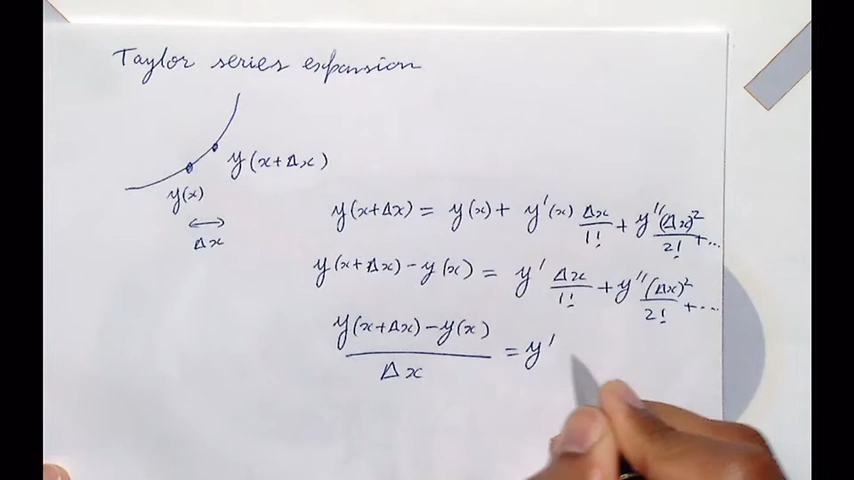 Taylor series expansion
y(x+Δx)
y(x)
Δx
y(x+Δx) = y(x) + y'(x) Δx/1! + y''(Δx)²/2! + ...
y(x+Δx) - y(x) = y' Δx/1! + y''(Δx)²/2! + ....
y(x+Δx) - y(x)/Δx = y'